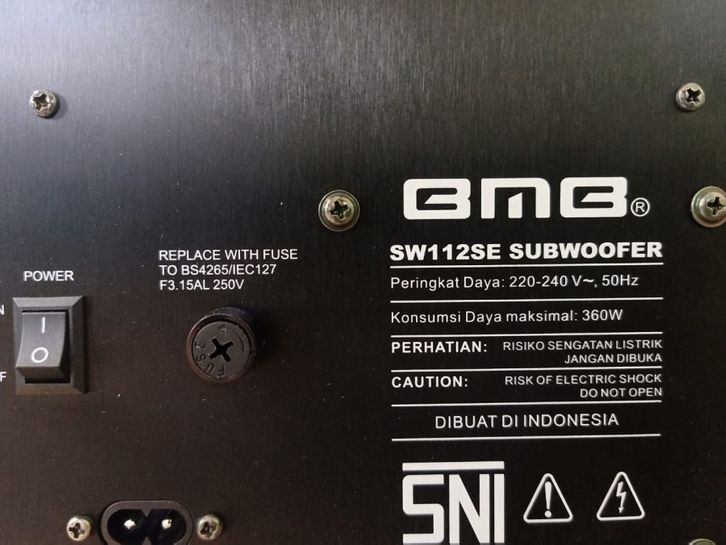 BMB®
SW112SE SUBWOOFER
REPLACE WITH FUSE
TO BS4265/IEC127
F3.15AL 250V
POWER
Peringkat Daya: 220-240 V~, 50Hz
Konsumsi Daya maksimal: 360W
N
I
O
F
FUSE
PERHATIAN: RISIKO SENGATAN LISTRIK
JANGAN DIBUKA
CAUTION: RISK OF ELECTRIC SHOCK
DO NOT OPEN
DIBUAT DI INDONESIA
SNI